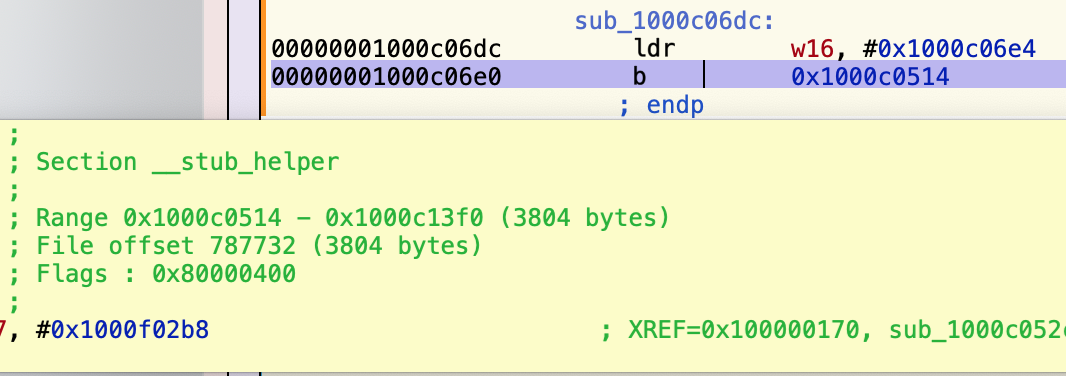 sub_1000c06dc:
00000001000c06dc ldr w16, #0x1000c06e4
00000001000c06e0 b 0x1000c0514
; endp
;
; Section __stub_helper
;
; Range 0x1000c0514 – 0x1000c13f0 (3804 bytes)
; File offset 787732 (3804 bytes)
; Flags : 0x80000400
;
7, #0x1000f02b8 ; XREF=0x100000170, sub_1000c052